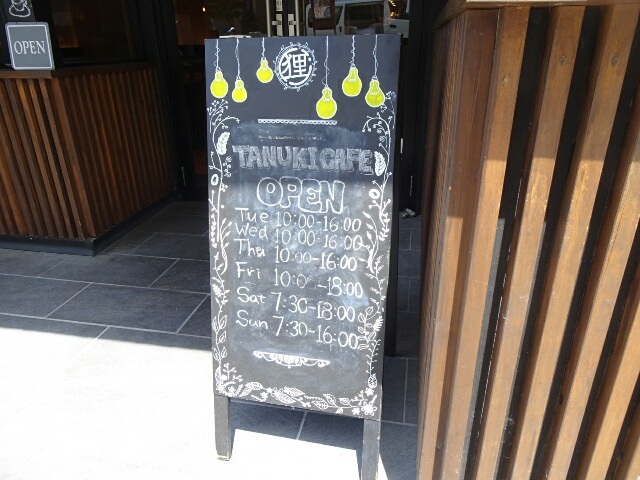 OPEN
狸
TANUKI CAFE
OPEN
Tue 10:00-16:00
Wed 10:00-16:00
Thu 10:00-16:00
Fri 10:00-18:00
Sat 7:30-18:00
Sun 7:30-16:00